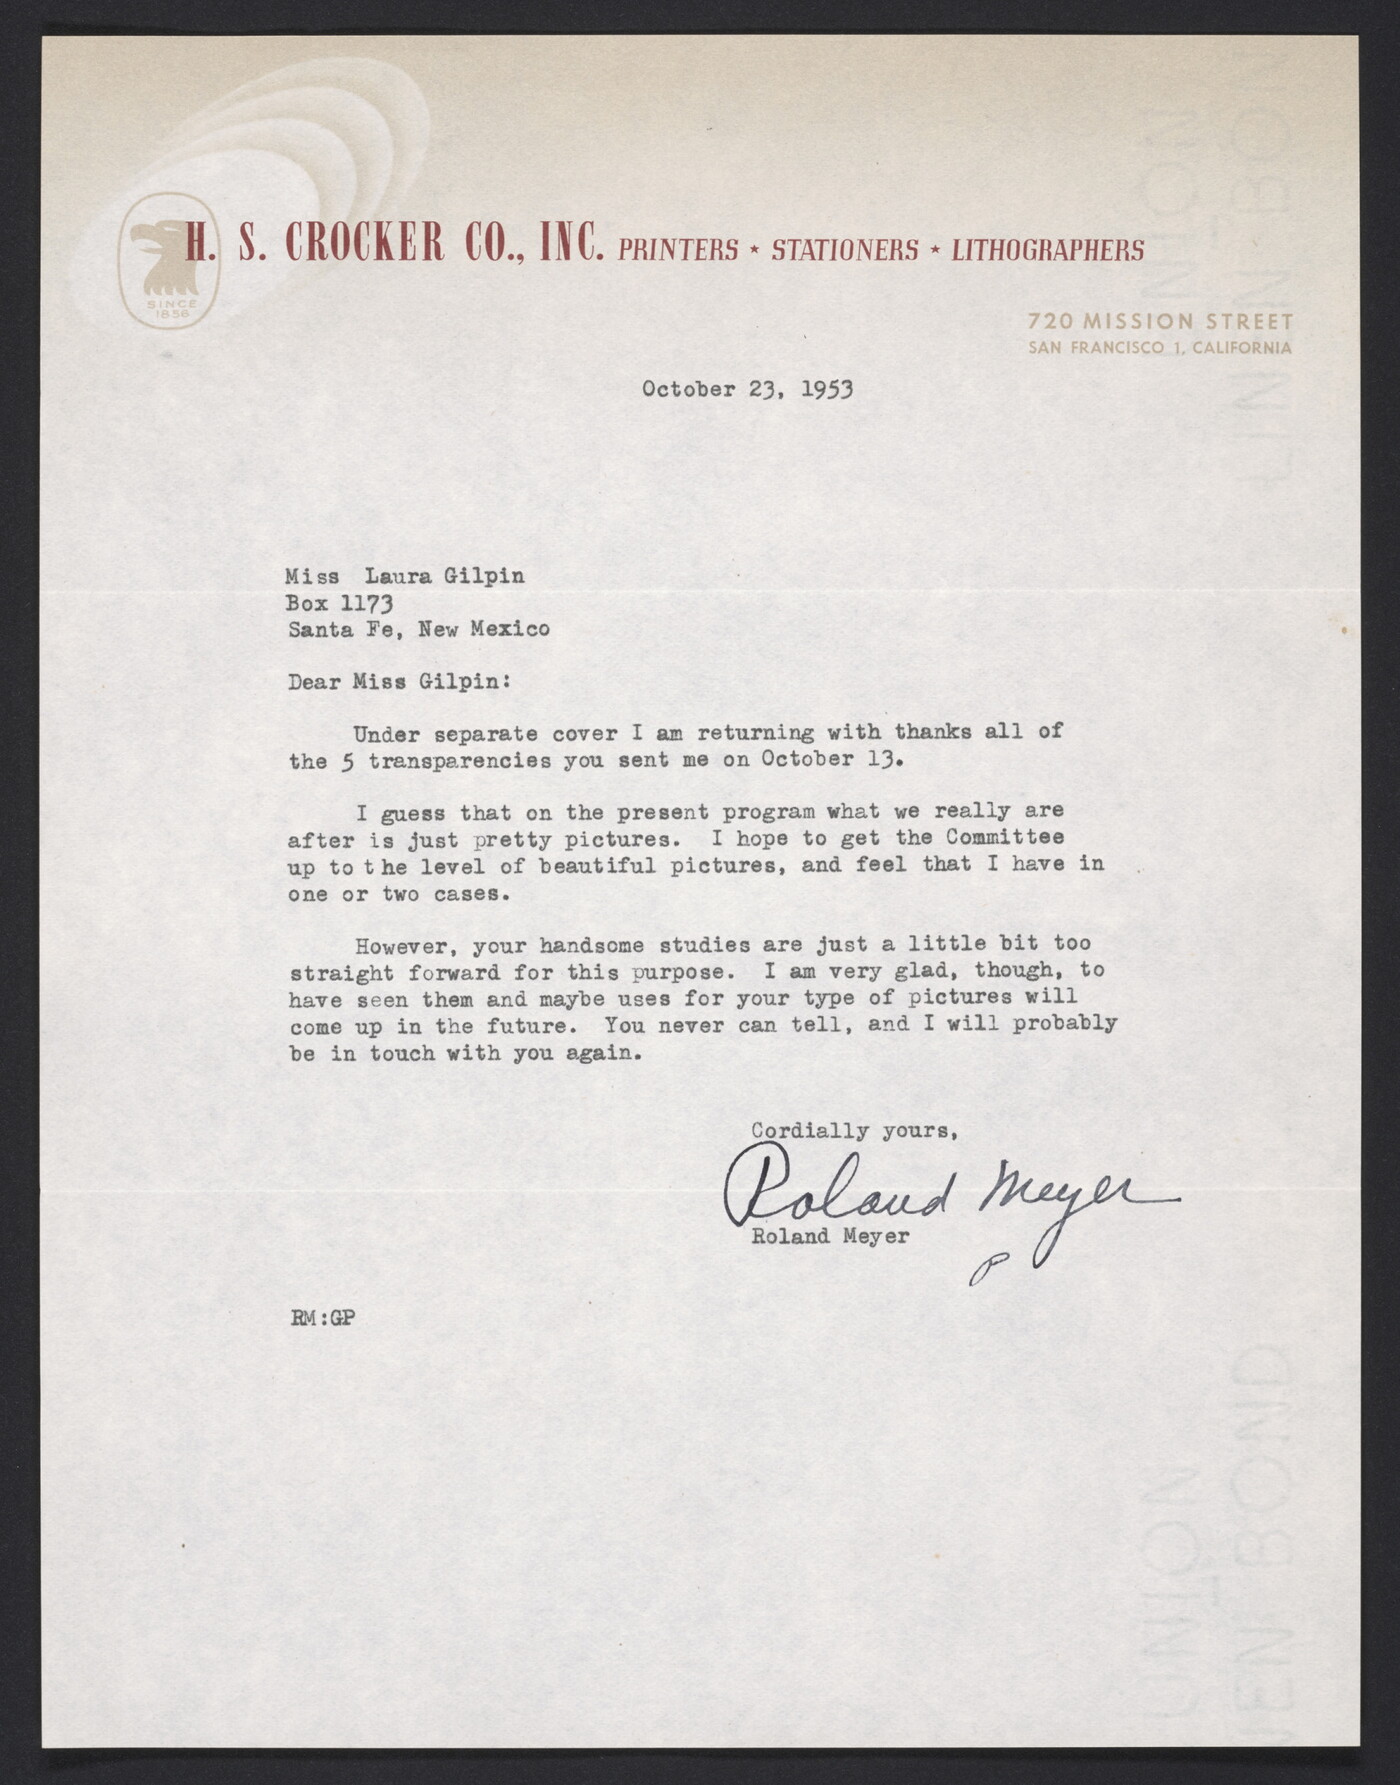 H. S. CROCKER CO., INC. PRINTERS ★ STATIONERS ★ LITHOGRAPHERS
SINCE
1856
720 MISSION STREET
SAN FRANCISCO 1, CALIFORNIA
October 23, 1953
Miss  Laura Gilpin
Box 1173
Santa Fe, New Mexico
Dear Miss Gilpin:
Under separate cover I am returning with thanks all of
the 5 transparencies you sent me on October 13.
I guess that on the present program what we really are
after is just pretty pictures.  I hope to get the Committee
up to the level of beautiful pictures, and feel that I have in
one or two cases.
However, your handsome studies are just a little bit too
straight forward for this purpose.  I am very glad, though, to
have seen them and maybe uses for your type of pictures will
come up in the future.  You never can tell, and I will probably
be in touch with you again.
Cordially yours,
Roland Meyer
Roland Meyer
P
RM:GP
UNION
BOND